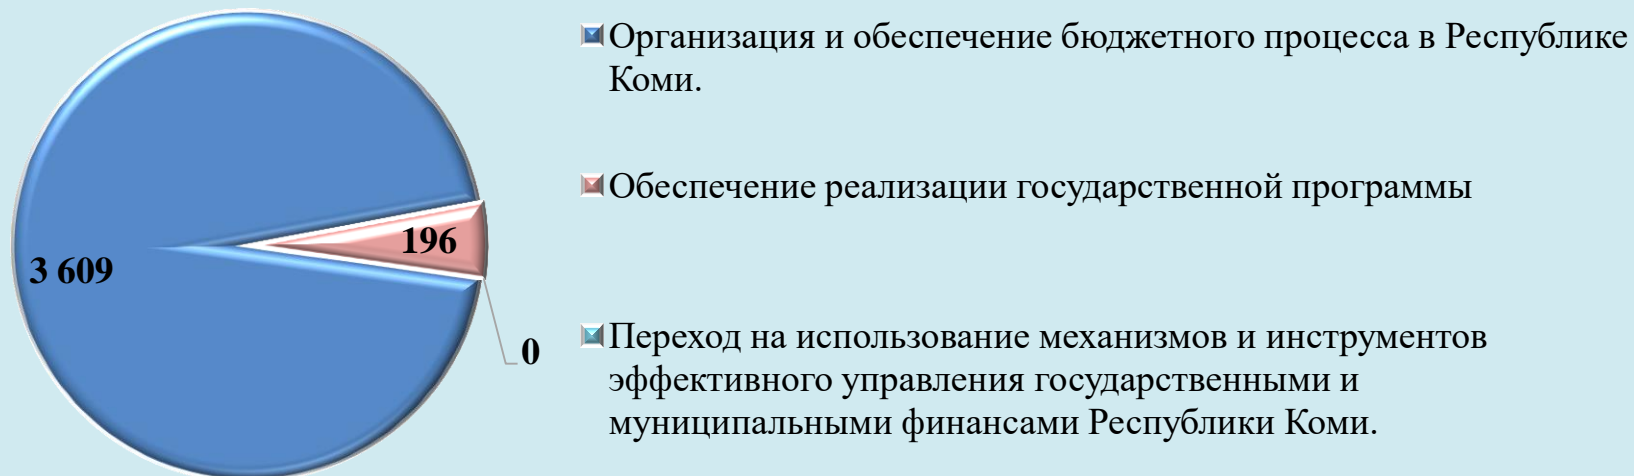 Организация и обеспечение бюджетного процесса в Республике
Коми.
Обеспечение реализации государственной программы
196
3 609
0
Переход на использование механизмов и инструментов
эффективного управления государственными и
муниципальными финансами Республики Коми.